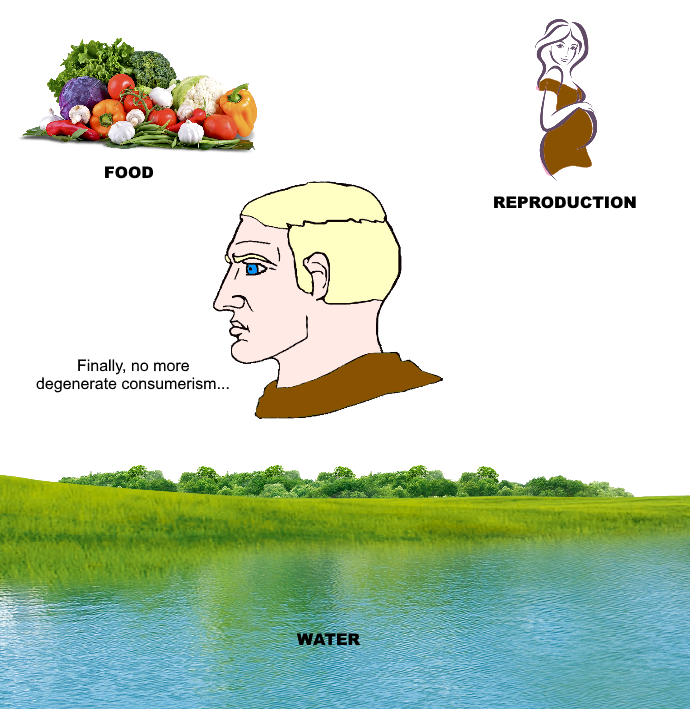 FOOD
REPRODUCTION
Finally, no more
degenerate consumerism...
WATER